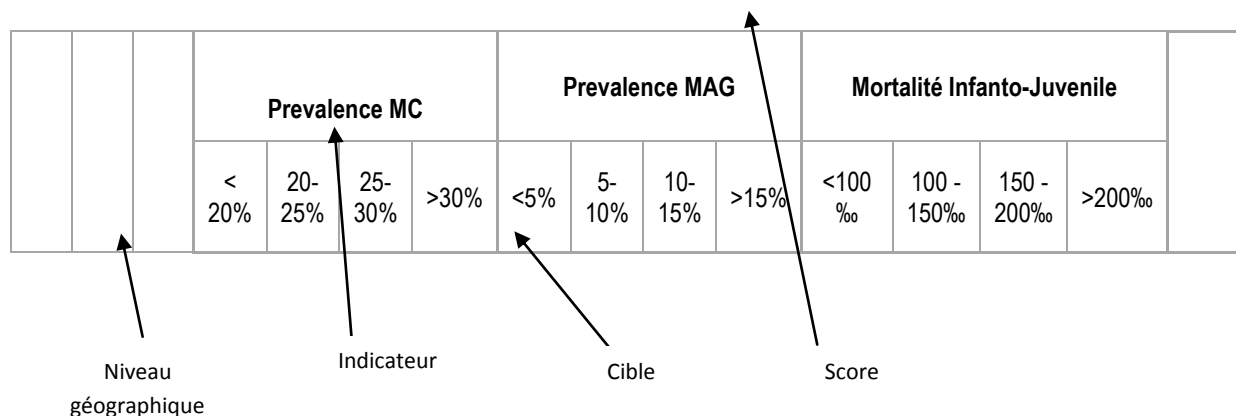 Prevalence MC
Prevalence MAG
Mortalité Infanto-Juvenile
<
20%
20-
25%
25-
30%
>30%
<5%
5-
10%
10-
15%
>15%
<100
‰
100 -
150‰
150 -
200‰
>200‰
Niveau
géographique
Indicateur
Cible
Score